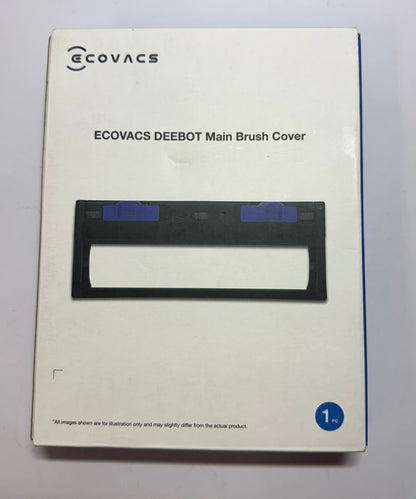 ECOVACS
ECOVACS DEEBOT Main Brush Cover
1 PC
*All images shown are for illustration only and may slightly differ from the actual product.